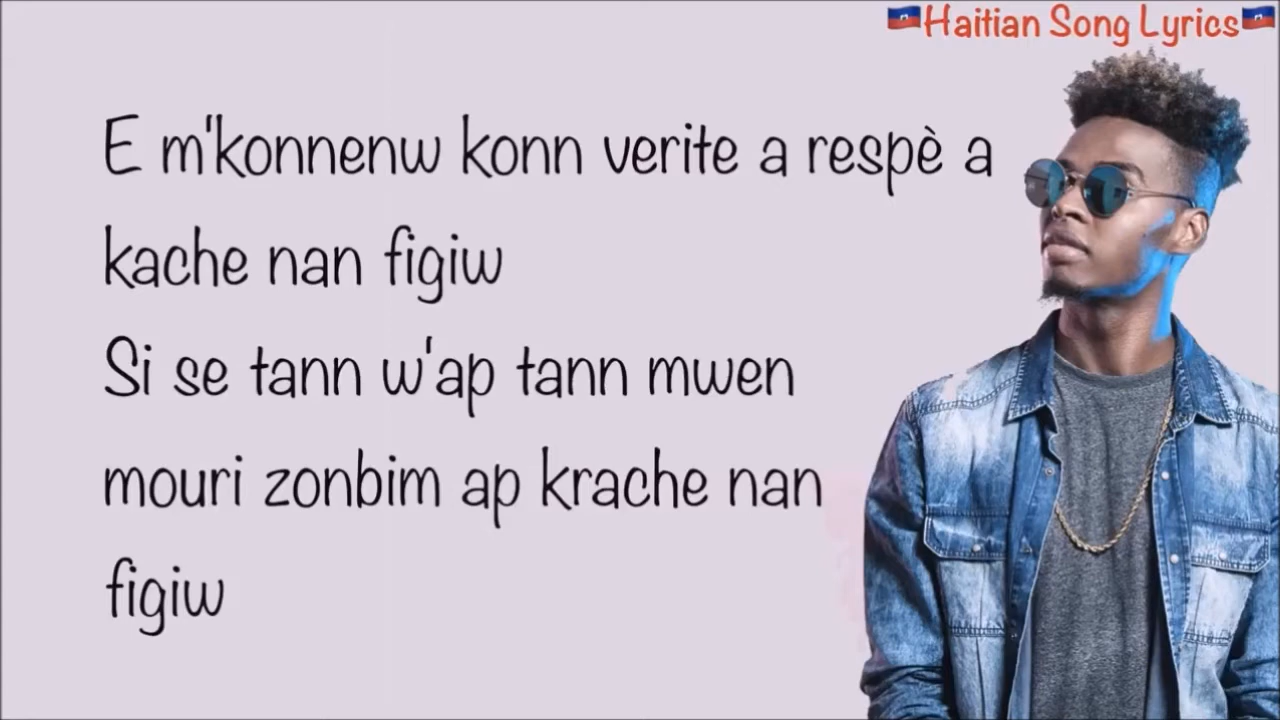 🇭🇹Haitian Song Lyrics🇭🇹
E m'konnenw konn verite a respè a
kache nan figiw
Si se tann w'ap tann mwen
mouri zonbim ap krache nan
figiw